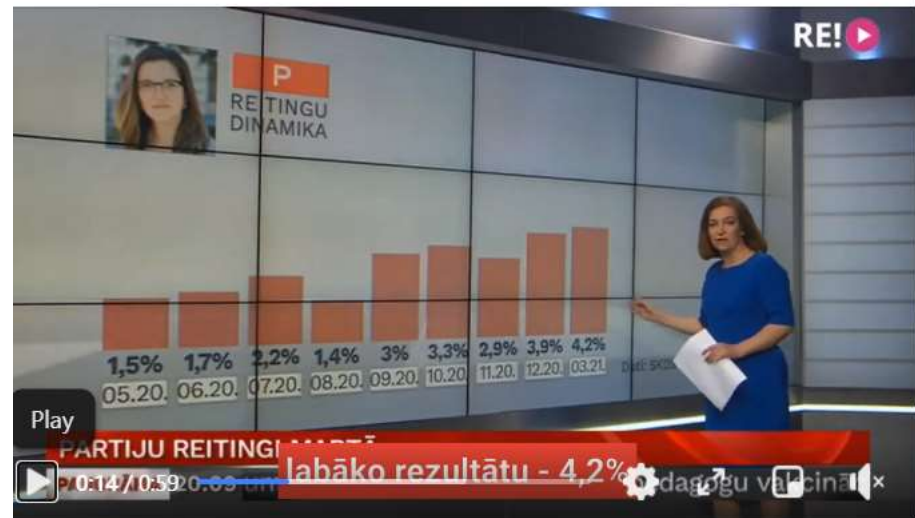 RE!
P
REITINGU
DINAMIKA
1,5% 1,7% 2,2% 1,4% 3% 3,3% 2,9% 3,9% 4,2%
05.20. 06.20. 07.20. 08.20. 09.20. 10.20. 11.20. 12.20. 03.21.
Play
PARTIJU REITINGI MARTĀ
labāko rezultātu - 4,2%
0:14 / 0:59